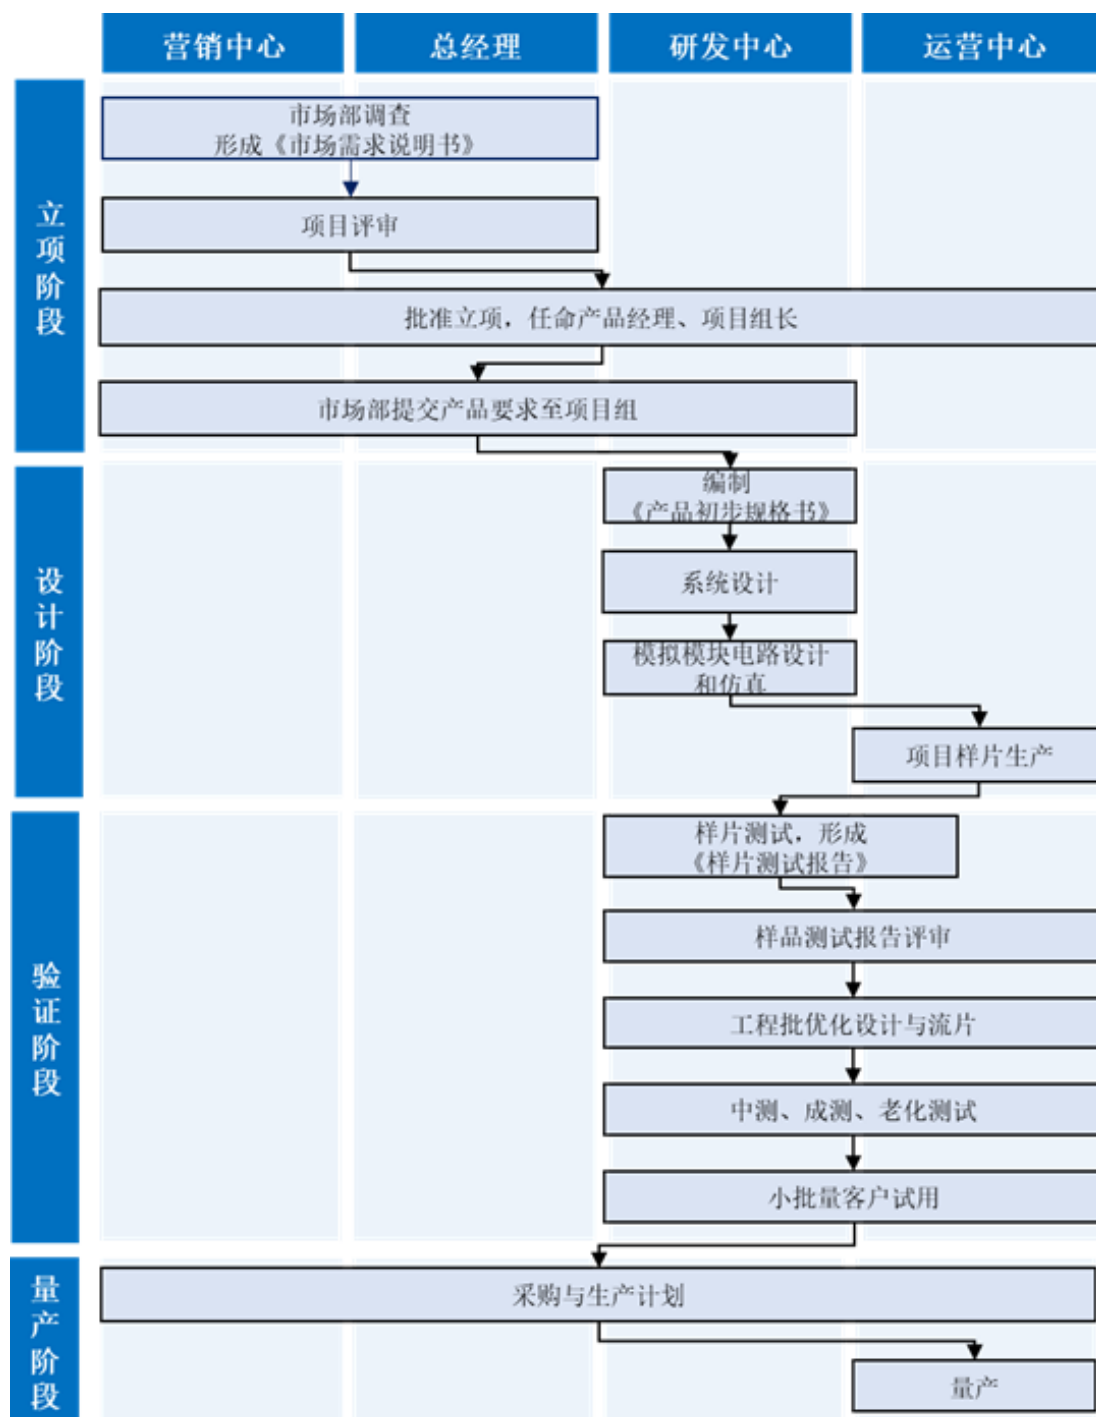 营销中心
总经理
研发中心
运营中心
立项阶段
市场部调查
形成《市场需求说明书》
项目评审
批准立项，任命产品经理、项目组长
市场部提交产品要求至项目组
设计阶段
编制
《产品初步规格书》
系统设计
模拟模块电路设计
和仿真
项目样片生产
验证阶段
样片测试，形成
《样片测试报告》
样品测试报告评审
工程批优化设计与流片
中测、成测、老化测试
小批量客户试用
量产阶段
采购与生产计划
量产